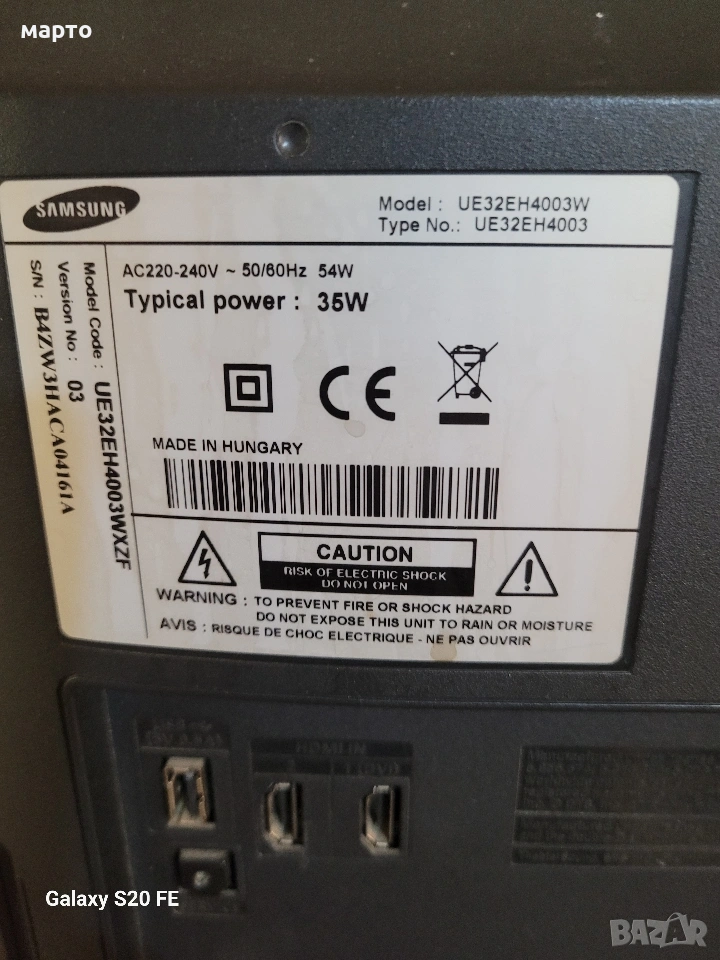 марто
SAMSUNG
Model : UE32EH4003W
Type No.: UE32EH4003
AC220-240V ~ 50/60Hz 54W
Typical power : 35W
Model Code : UE32EH4003WXZF
Version No : 03
S/N : B4ZW3HACA04161A
MADE IN HUNGARY
CAUTION
RISK OF ELECTRIC SHOCK
DO NOT OPEN
WARNING : TO PREVENT FIRE OR SHOCK HAZARD
DO NOT EXPOSE THIS UNIT TO RAIN OR MOISTURE
AVIS : RISQUE DE CHOC ELECTRIQUE - NE PAS OUVRIR
HDMI IN
2 1 (DVI)
Galaxy S20 FE
BAZAR